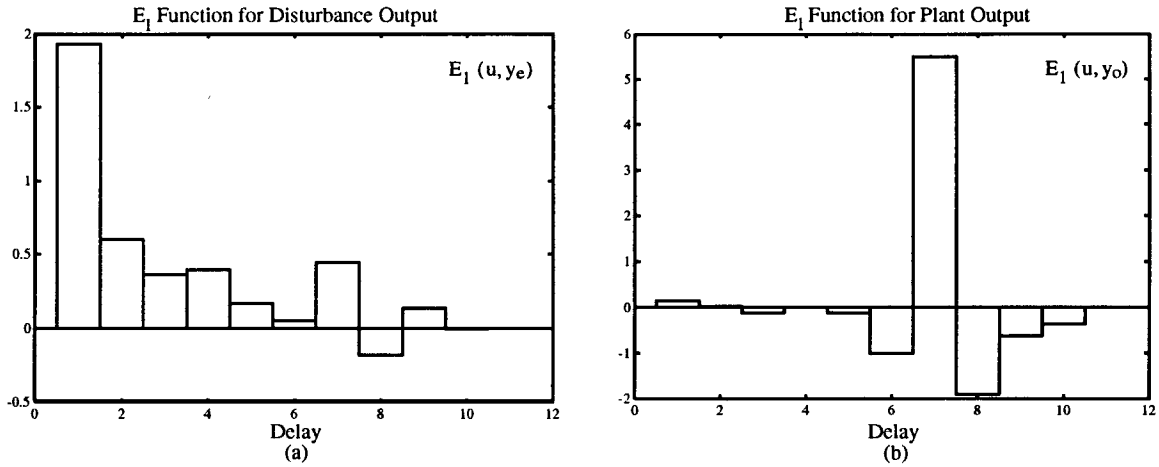 E1 Function for Disturbance Output
2
1.5
1
0.5
0
-0.5
0 2 4 6 8 10 12
E1 (u, ye)
Delay
(a)
E1 Function for Plant Output
6
5
4
3
2
1
0
-1
-2
0 2 4 6 8 10 12
E1 (u, yo)
Delay
(b)